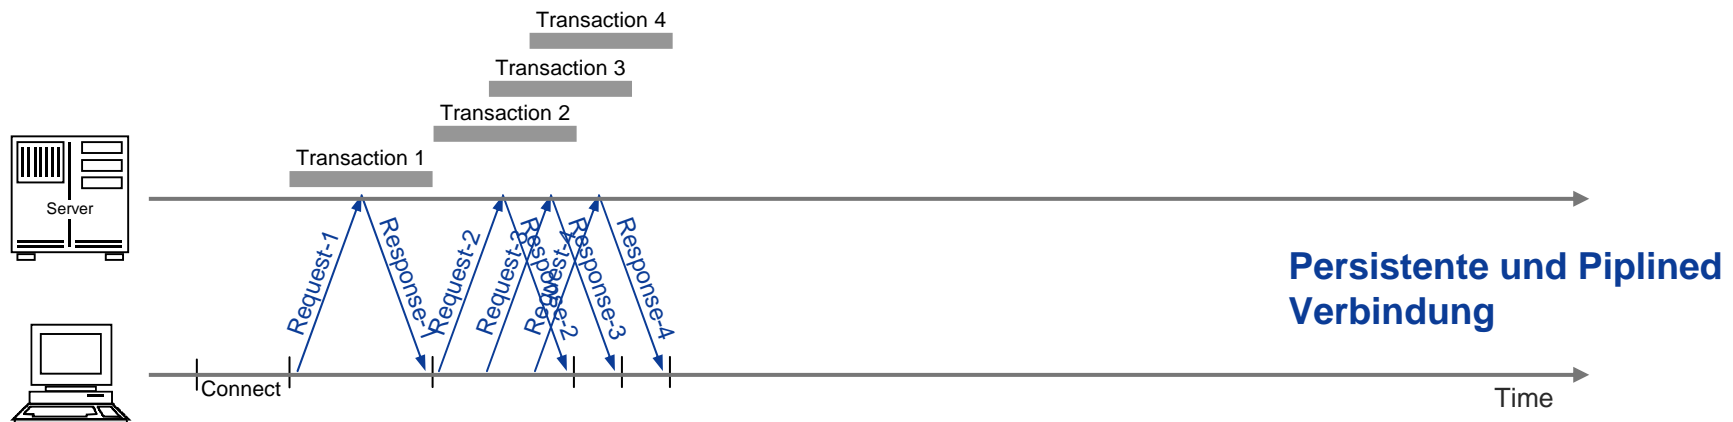 Transaction 4
Transaction 3
Transaction 2
Transaction 1
Server
Request-1
Response-1
Request-2
Response-2
Request-3
Response-3
Request-4
Response-4
Persistente und Piplined
Verbindung
Connect
Time